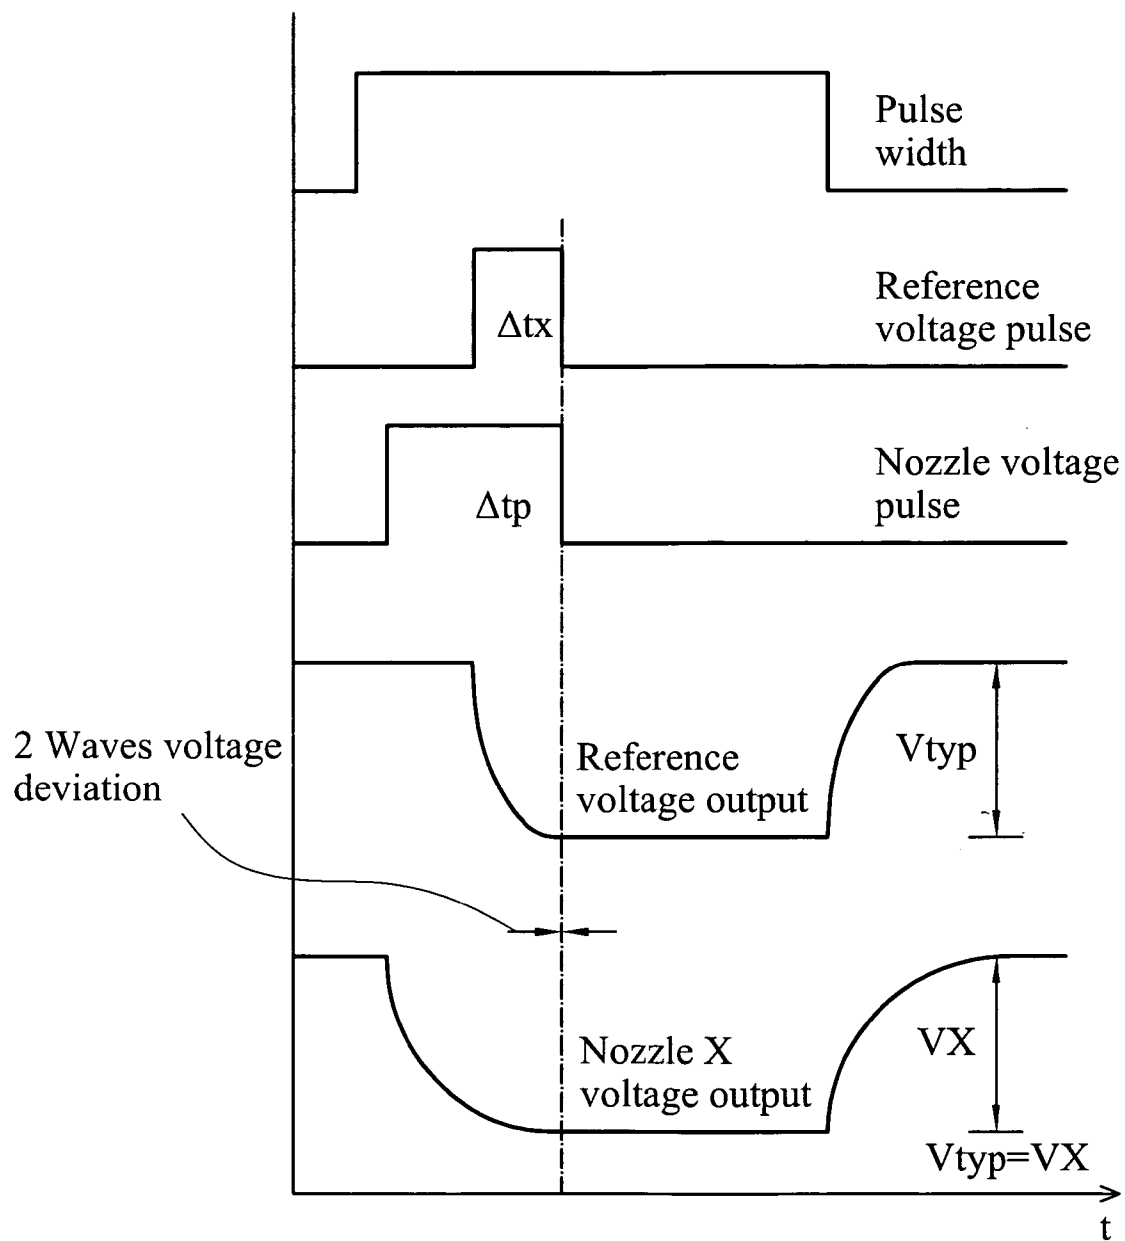 Pulse
width
Reference
voltage pulse
Δtx
Nozzle voltage
pulse
Δtp
2 Waves voltage
deviation
Reference
voltage output
Vtyp
Nozzle X
voltage output
VX
Vtyp=VX
t